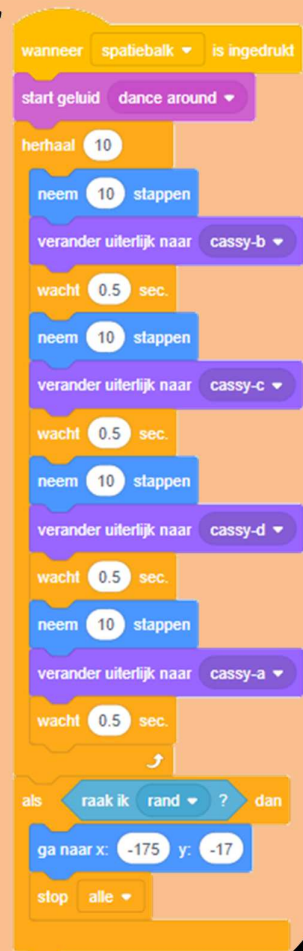 wanneer spatiebalk is ingedrukt
start geluid dance around
herhaal 10
neem 10 stappen
verander uiterlijk naar cassy-b
wacht 0.5 sec.
neem 10 stappen
verander uiterlijk naar cassy-c
wacht 0.5 sec.
neem 10 stappen
verander uiterlijk naar cassy-d
wacht 0.5 sec.
neem 10 stappen
verander uiterlijk naar cassy-a
wacht 0.5 sec.
als raak ik rand ? dan
ga naar x: -175 y: -17
stop alle